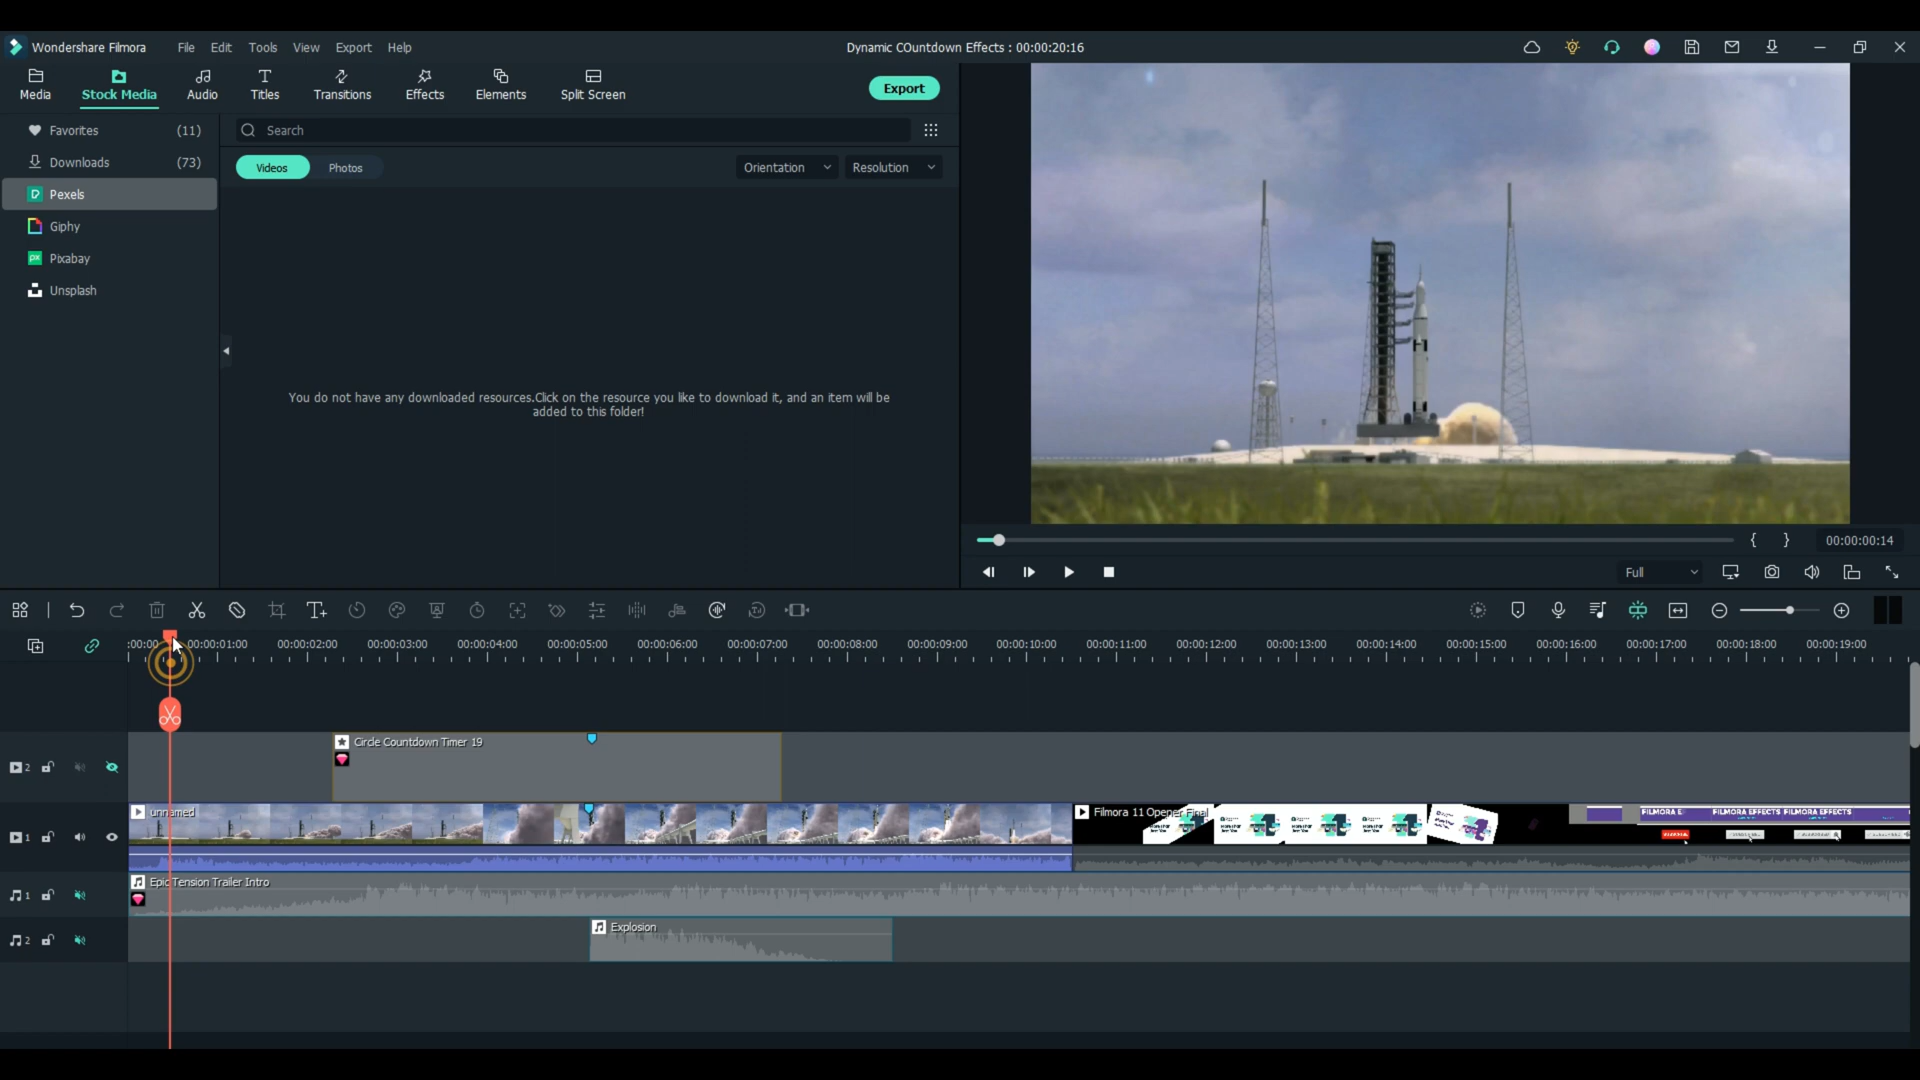 Wondershare Filmora
File Edit Tools View Export Help
Dynamic COuntdown Effects : 00:00:20:16
Media
Stock Media
Audio
Titles
Transitions
Effects
Elements
Split Screen
Export
Favorites (11)
Downloads (73)
Pexels
Giphy
Pixabay
Unsplash
Search
Videos
Photos
Orientation
Resolution
You do not have any downloaded resources.Click on the resource you like to download it, and an item will be
added to this folder!
{ } 00:00:00:14
Full
:00:00 00:00:01:00 00:00:02:00 00:00:03:00 00:00:04:00 00:00:05:00 00:00:06:00 00:00:07:00 00:00:08:00 00:00:09:00 00:00:10:00 00:00:11:00 00:00:12:00 00:00:13:00 00:00:14:00 00:00:15:00 00:00:16:00 00:00:17:00 00:00:18:00 00:00:19:00
2
Circle Countdown Timer 19
1
unnamed
Filmora 11 Opener Final
FILMORA E
FILMORA EFFECTS FILMORA EFFECTS
1
Epic Tension Trailer Intro
2
Explosion